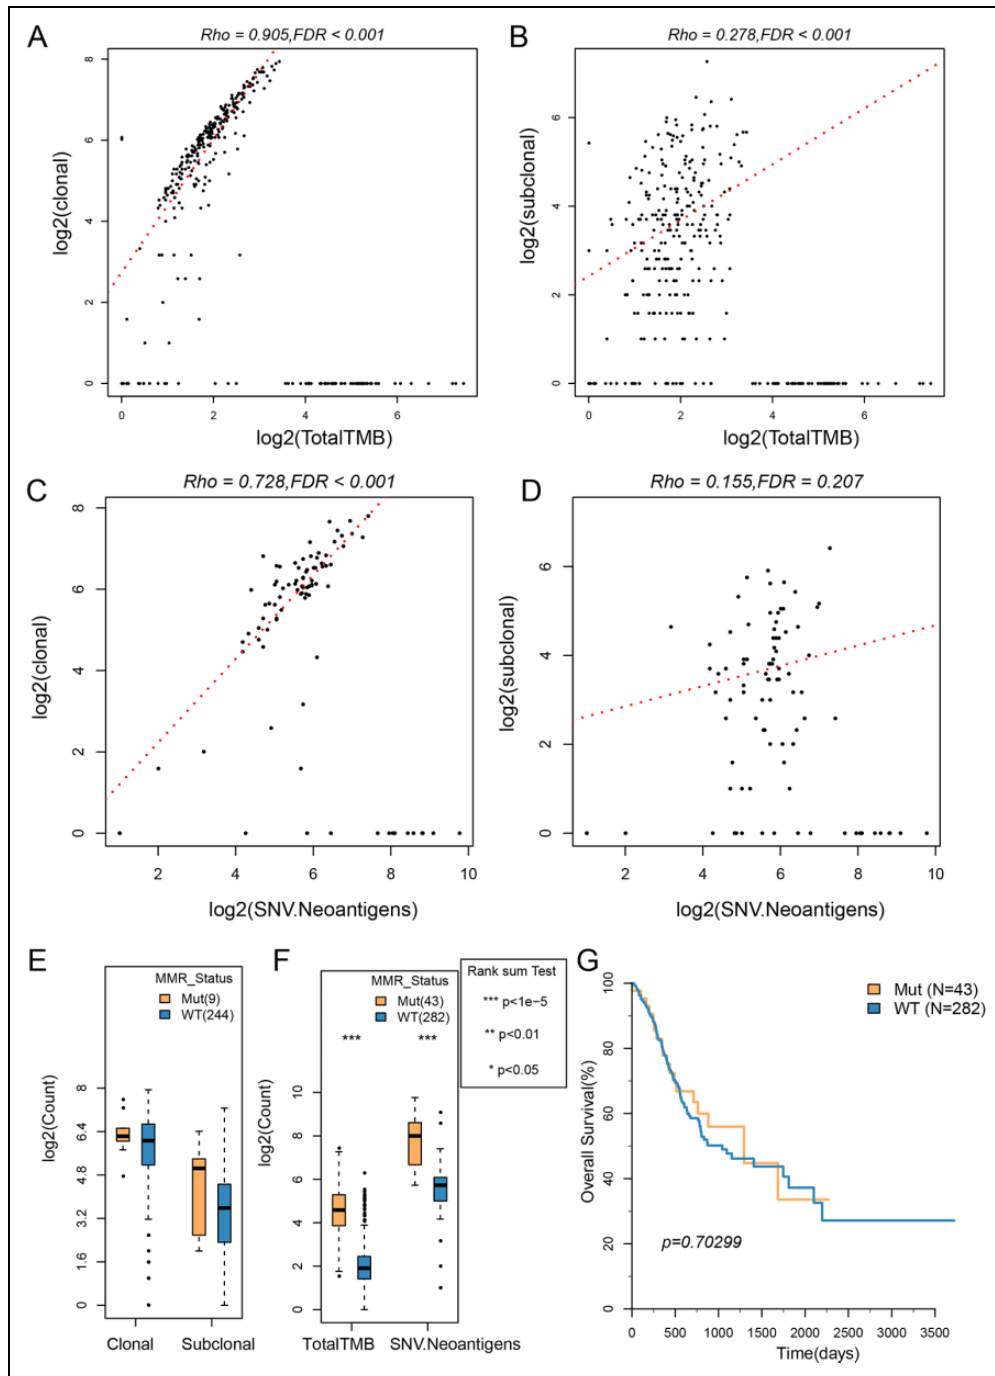 A
Rho = 0.905,FDR < 0.001
log2(clonal)
8
6
4
2
0
0 2 4 6
log2(TotalTMB)
B
Rho = 0.278,FDR < 0.001
log2(subclonal)
6
4
2
0
0 2 4 6
log2(TotalTMB)
C
Rho = 0.728,FDR < 0.001
log2(clonal)
8
6
4
2
0
2 4 6 8 10
log2(SNV.Neoantigens)
D
Rho = 0.155,FDR = 0.207
log2(subclonal)
6
4
2
0
2 4 6 8 10
log2(SNV.Neoantigens)
E
MMR_Status
Mut(9)
WT(244)
log2(Count)
8
6.4
4.8
3.2
1.6
0
Clonal Subclonal
F
MMR_Status
Mut(43)
WT(282)
*** ***
log2(Count)
10
8
6
4
2
0
TotalTMB SNV.Neoantigens
Rank sum Test
*** p<1e-5
** p<0.01
* p<0.05
G
Mut (N=43)
WT (N=282)
Overall Survival(%)
100
80
60
40
20
0
p=0.70299
0 500 1000 1500 2000 2500 3000 3500
Time(days)